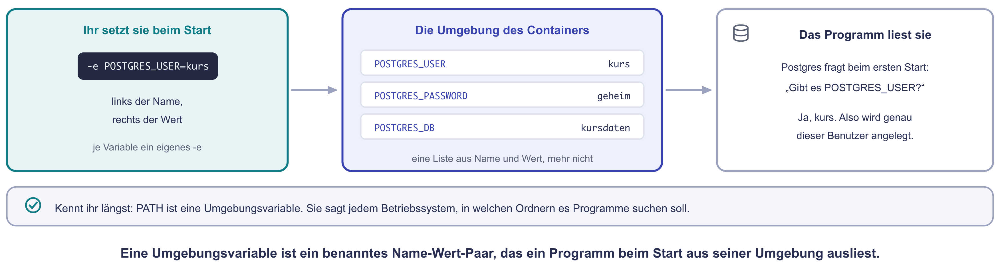 Ihr setzt sie beim Start
-e POSTGRES_USER=kurs
links der Name,
rechts der Wert
je Variable ein eigenes -e
Die Umgebung des Containers
POSTGRES_USER kurs
POSTGRES_PASSWORD geheim
POSTGRES_DB kursdaten
eine Liste aus Name und Wert, mehr nicht
Das Programm liest sie
Postgres fragt beim ersten Start:
„Gibt es POSTGRES_USER?“
Ja, kurs. Also wird genau
dieser Benutzer angelegt.
Kennt ihr längst: PATH ist eine Umgebungsvariable. Sie sagt jedem Betriebssystem, in welchen Ordnern es Programme suchen soll.
Eine Umgebungsvariable ist ein benanntes Name-Wert-Paar, das ein Programm beim Start aus seiner Umgebung ausliest.